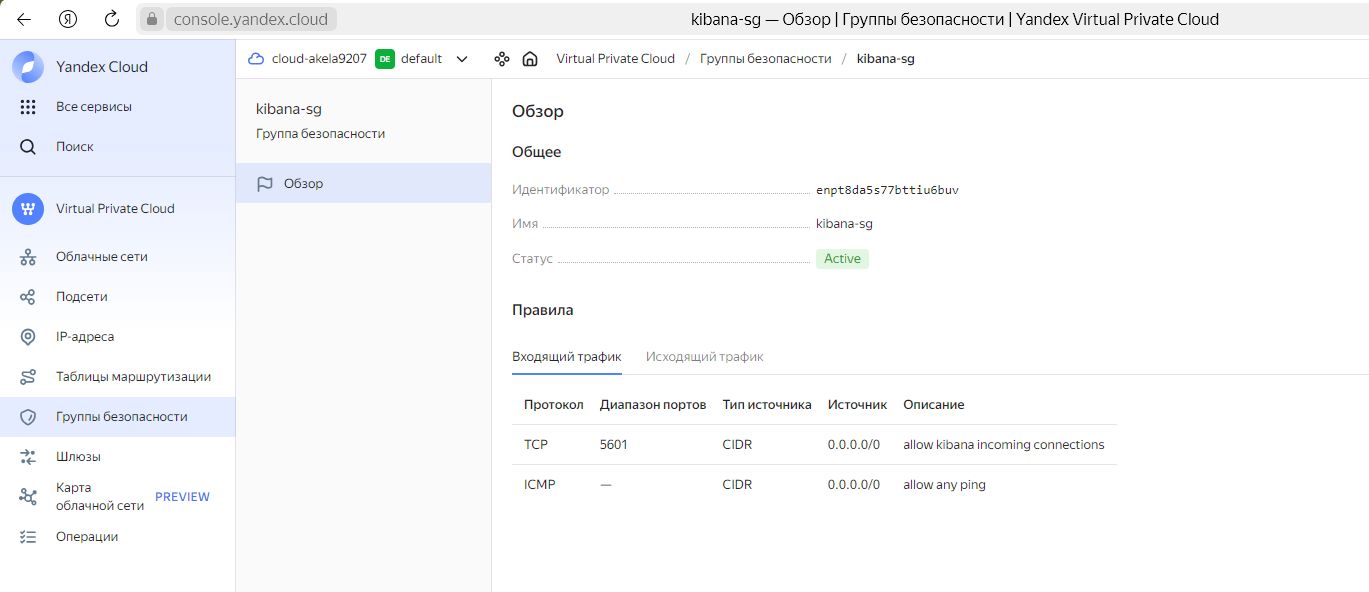 console.yandex.cloud
kibana-sg — Обзор | Группы безопасности | Yandex Virtual Private Cloud
Yandex Cloud
Все сервисы
Поиск
Virtual Private Cloud
Облачные сети
Подсети
IP-адреса
Таблицы маршрутизации
Группы безопасности
Шлюзы
Карта
облачной сети
PREVIEW
Операции
cloud-akela9207 DE default
Virtual Private Cloud / Группы безопасности / kibana-sg
kibana-sg
Группа безопасности
Обзор
Обзор
Общее
Идентификатор enpt8da5s77bttiu6buv
Имя kibana-sg
Статус Active
Правила
Входящий трафик Исходящий трафик
Протокол Диапазон портов Тип источника Источник Описание
TCP 5601 CIDR 0.0.0.0/0 allow kibana incoming connections
ICMP — CIDR 0.0.0.0/0 allow any ping